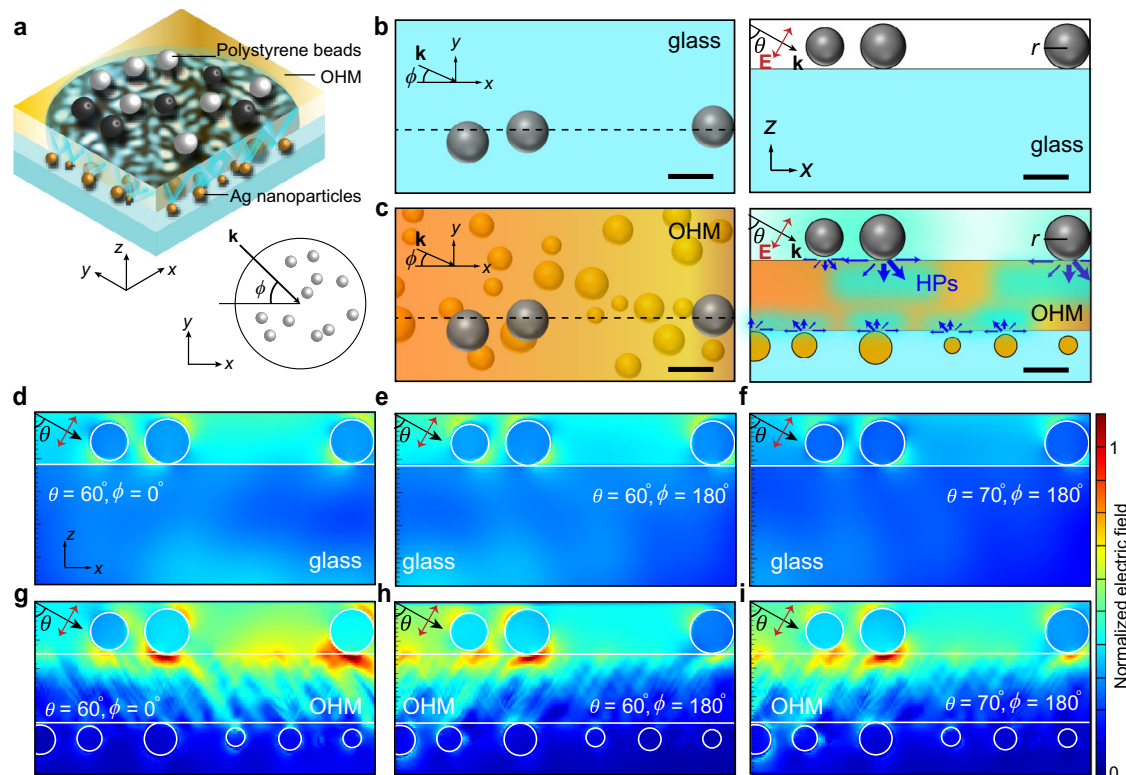 a
Polystyrene beads
OHM
Ag nanoparticles
z
y
x
k
ϕ
y
x
b
k
ϕ
y
x
glass
θ
E
k
r
z
x
glass
c
k
ϕ
y
x
OHM
θ
E
k
r
HPs
OHM
d
θ
θ = 60°, ϕ = 0°
z
x
glass
e
θ
θ = 60°, ϕ = 180°
glass
f
θ
θ = 70°, ϕ = 180°
glass
g
θ
OHM
θ = 60°, ϕ = 0°
h
θ
OHM
θ = 60°, ϕ = 180°
i
θ
OHM
θ = 70°, ϕ = 180°
1
Normalized electric field
0